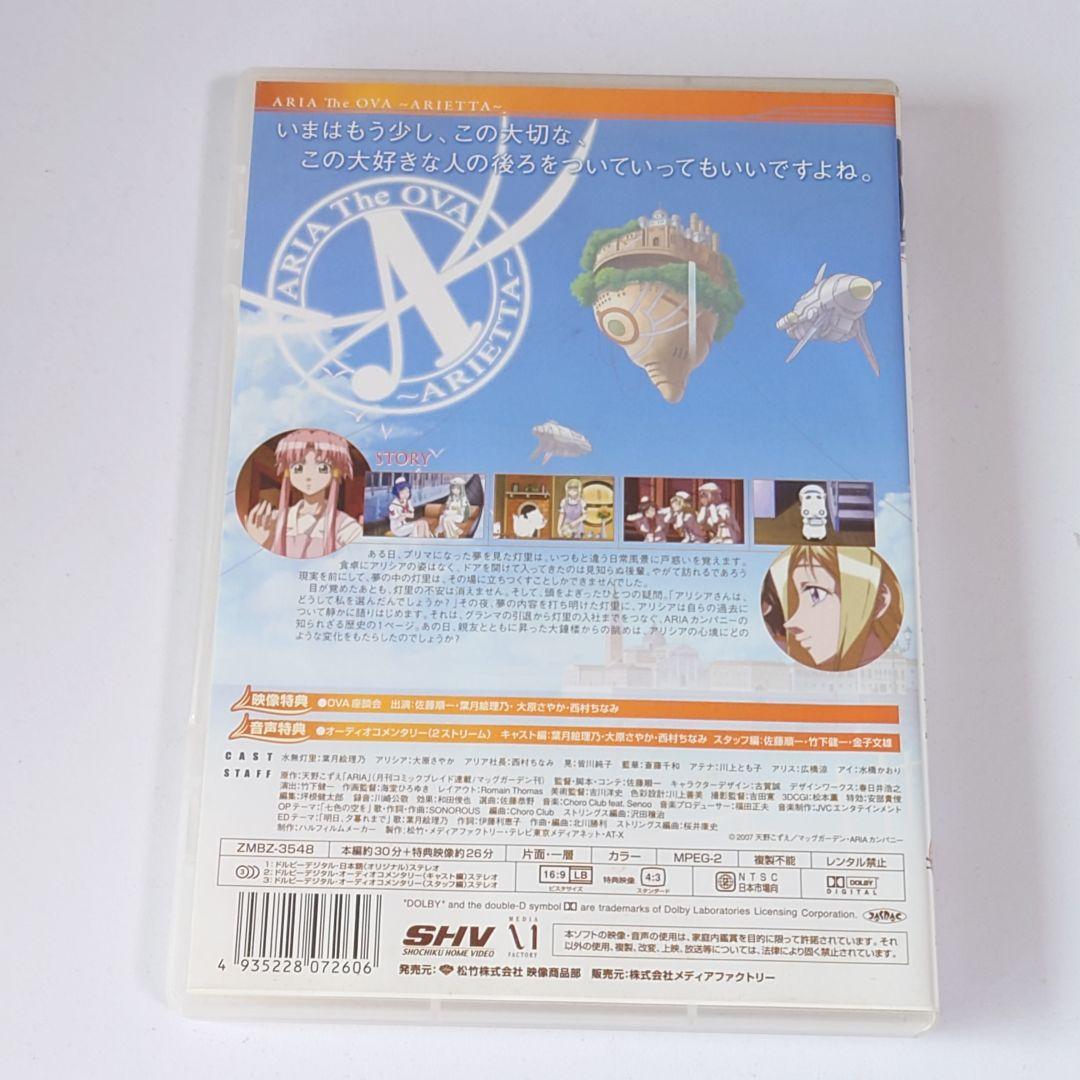 ARIA The OVA ~ARIETTA~
いまはもう少し、この大切な、
この大好きな人の後ろをついていってもいいですよね。
ARIA The OVA
A
~ARIETTA~
STORY
ある日、プリマになった夢を見た灯里は、いつもと違う日常風景に戸惑いを覚えます。
食卓にアリシアの姿はなく、ドアを開けて入ってきたのは見知らぬ後輩。やがて訪れるであろう
現実を前にして、夢の中の灯里は、その場に立ちつくすことしかできませんでした。
目が覚めたあとも、灯里の不安は消えません。そして、頭をよぎったひとつの疑問。「アリシアさんは、
どうして私を選んだんでしょうか?」その夜、夢の内容を打ち明けた灯里に、アリシアは自らの過去に
ついて静かに語りはじめます。それは、グランマの引退から灯里の入社までをつなぐ、ARIAカンパニーの
知られざる歴史の1ページ。あの日、親友とともに昇った大鐘楼からの眺めは、アリシアの心境にどの
ような変化をもたらしたのでしょうか?
映像特典 ●OVA座談会 出演:佐藤順一・葉月絵理乃・大原さやか・西村ちなみ
音声特典 ●オーディオコメンタリー(2ストリーム) キャスト編:葉月絵理乃・大原さやか・西村ちなみ スタッフ編:佐藤順一・竹下健一・金子文雄
CAST 水無灯里:葉月絵理乃 アリシア:大原さやか アリア社長:西村ちなみ 晃:皆川純子 藍華:斎藤千和 アテナ:川上とも子 アリス:広橋涼 アイ:水橋かおり
STAFF 原作:天野こずえ「ARIA」(月刊コミックブレイド連載/マッグガーデン刊) 監督・脚本・コンテ:佐藤順一 キャラクターデザイン:古賀誠 デザインワークス:春日井浩之
演出:竹下健一 作画監督:海堂ひろゆき レイアウト:Romain Thomas 美術監督:吉川洋史 色彩設計:川上善美 撮影監督:吉田寛 3DCGI:松本薫 特効:安部貴俊
編集:坪根健太郎 録音:川崎公敬 効果:和田俊也 選曲:佐藤恭野 音楽:Choro Club feat. Senoo 音楽プロデューサー:福田正夫 音楽制作:JVCエンタテインメント
OPテーマ:「七色の空を」歌・作詞・作曲:SONOROUS 編曲:Choro Club ストリングス編曲:沢田穣治
EDテーマ:「明日、夕暮れまで」歌:葉月絵理乃 作詞:伊藤利恵子 作曲・編曲:北川勝利 ストリングス編曲:桜井康史
制作:ハルフィルムメーカー 製作:松竹・メディアファクトリー・テレビ東京メディアネット・AT-X
©2007 天野こずえ/マッグガーデン・ARIAカンパニー
ZMBZ-3548 本編約30分+特典映像約26分 片面・一層 カラー MPEG-2 複製不能 レンタル禁止
1:ドルビーデジタル・日本語(オリジナル)ステレオ
2:ドルビーデジタル・オーディオコメンタリー(キャスト編)ステレオ
3:ドルビーデジタル・オーディオコメンタリー(スタッフ編)ステレオ
16:9 LB ビスタサイズ 特典映像 4:3 スタンダード
2 NTSC 日本市場向
DOLBY DIGITAL
"DOLBY" and the double-D symbol are trademarks of Dolby Laboratories Licensing Corporation. JASRAC
SHV SHOCHIKU HOME VIDEO
MEDIA FACTORY
本ソフトの映像・音声の使用は、家庭内鑑賞を目的に限って許諾されています。それ
以外の使用、複製、改変、上映、放送等については、法律により固く禁止されています。
発売元: 松竹株式会社 映像商品部 販売元:株式会社メディアファクトリー
4 935228 072606